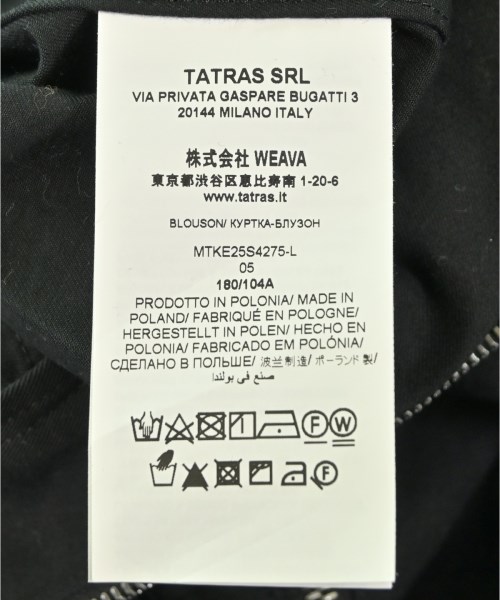 TATRAS SRL
VIA PRIVATA GASPARE BUGATTI 3
20144 MILANO ITALY
株式会社 WEAVA
東京都渋谷区恵比寿南 1-20-6
www.tatras.it
BLOUSON/ КУРТКА-БЛУЗОН
MTKE25S4275-L
05
180/104A
PRODOTTO IN POLONIA/ MADE IN
POLAND/ FABRIQUÉ EN POLOGNE/
HERGESTELLT IN POLEN/ HECHO EN
POLONIA/ FABRICADO EM POLÓNIA/
СДЕЛАНО В ПОЛЬШЕ/ 波兰制造/ ポーランド製/
صنع في بولندا
F W
F